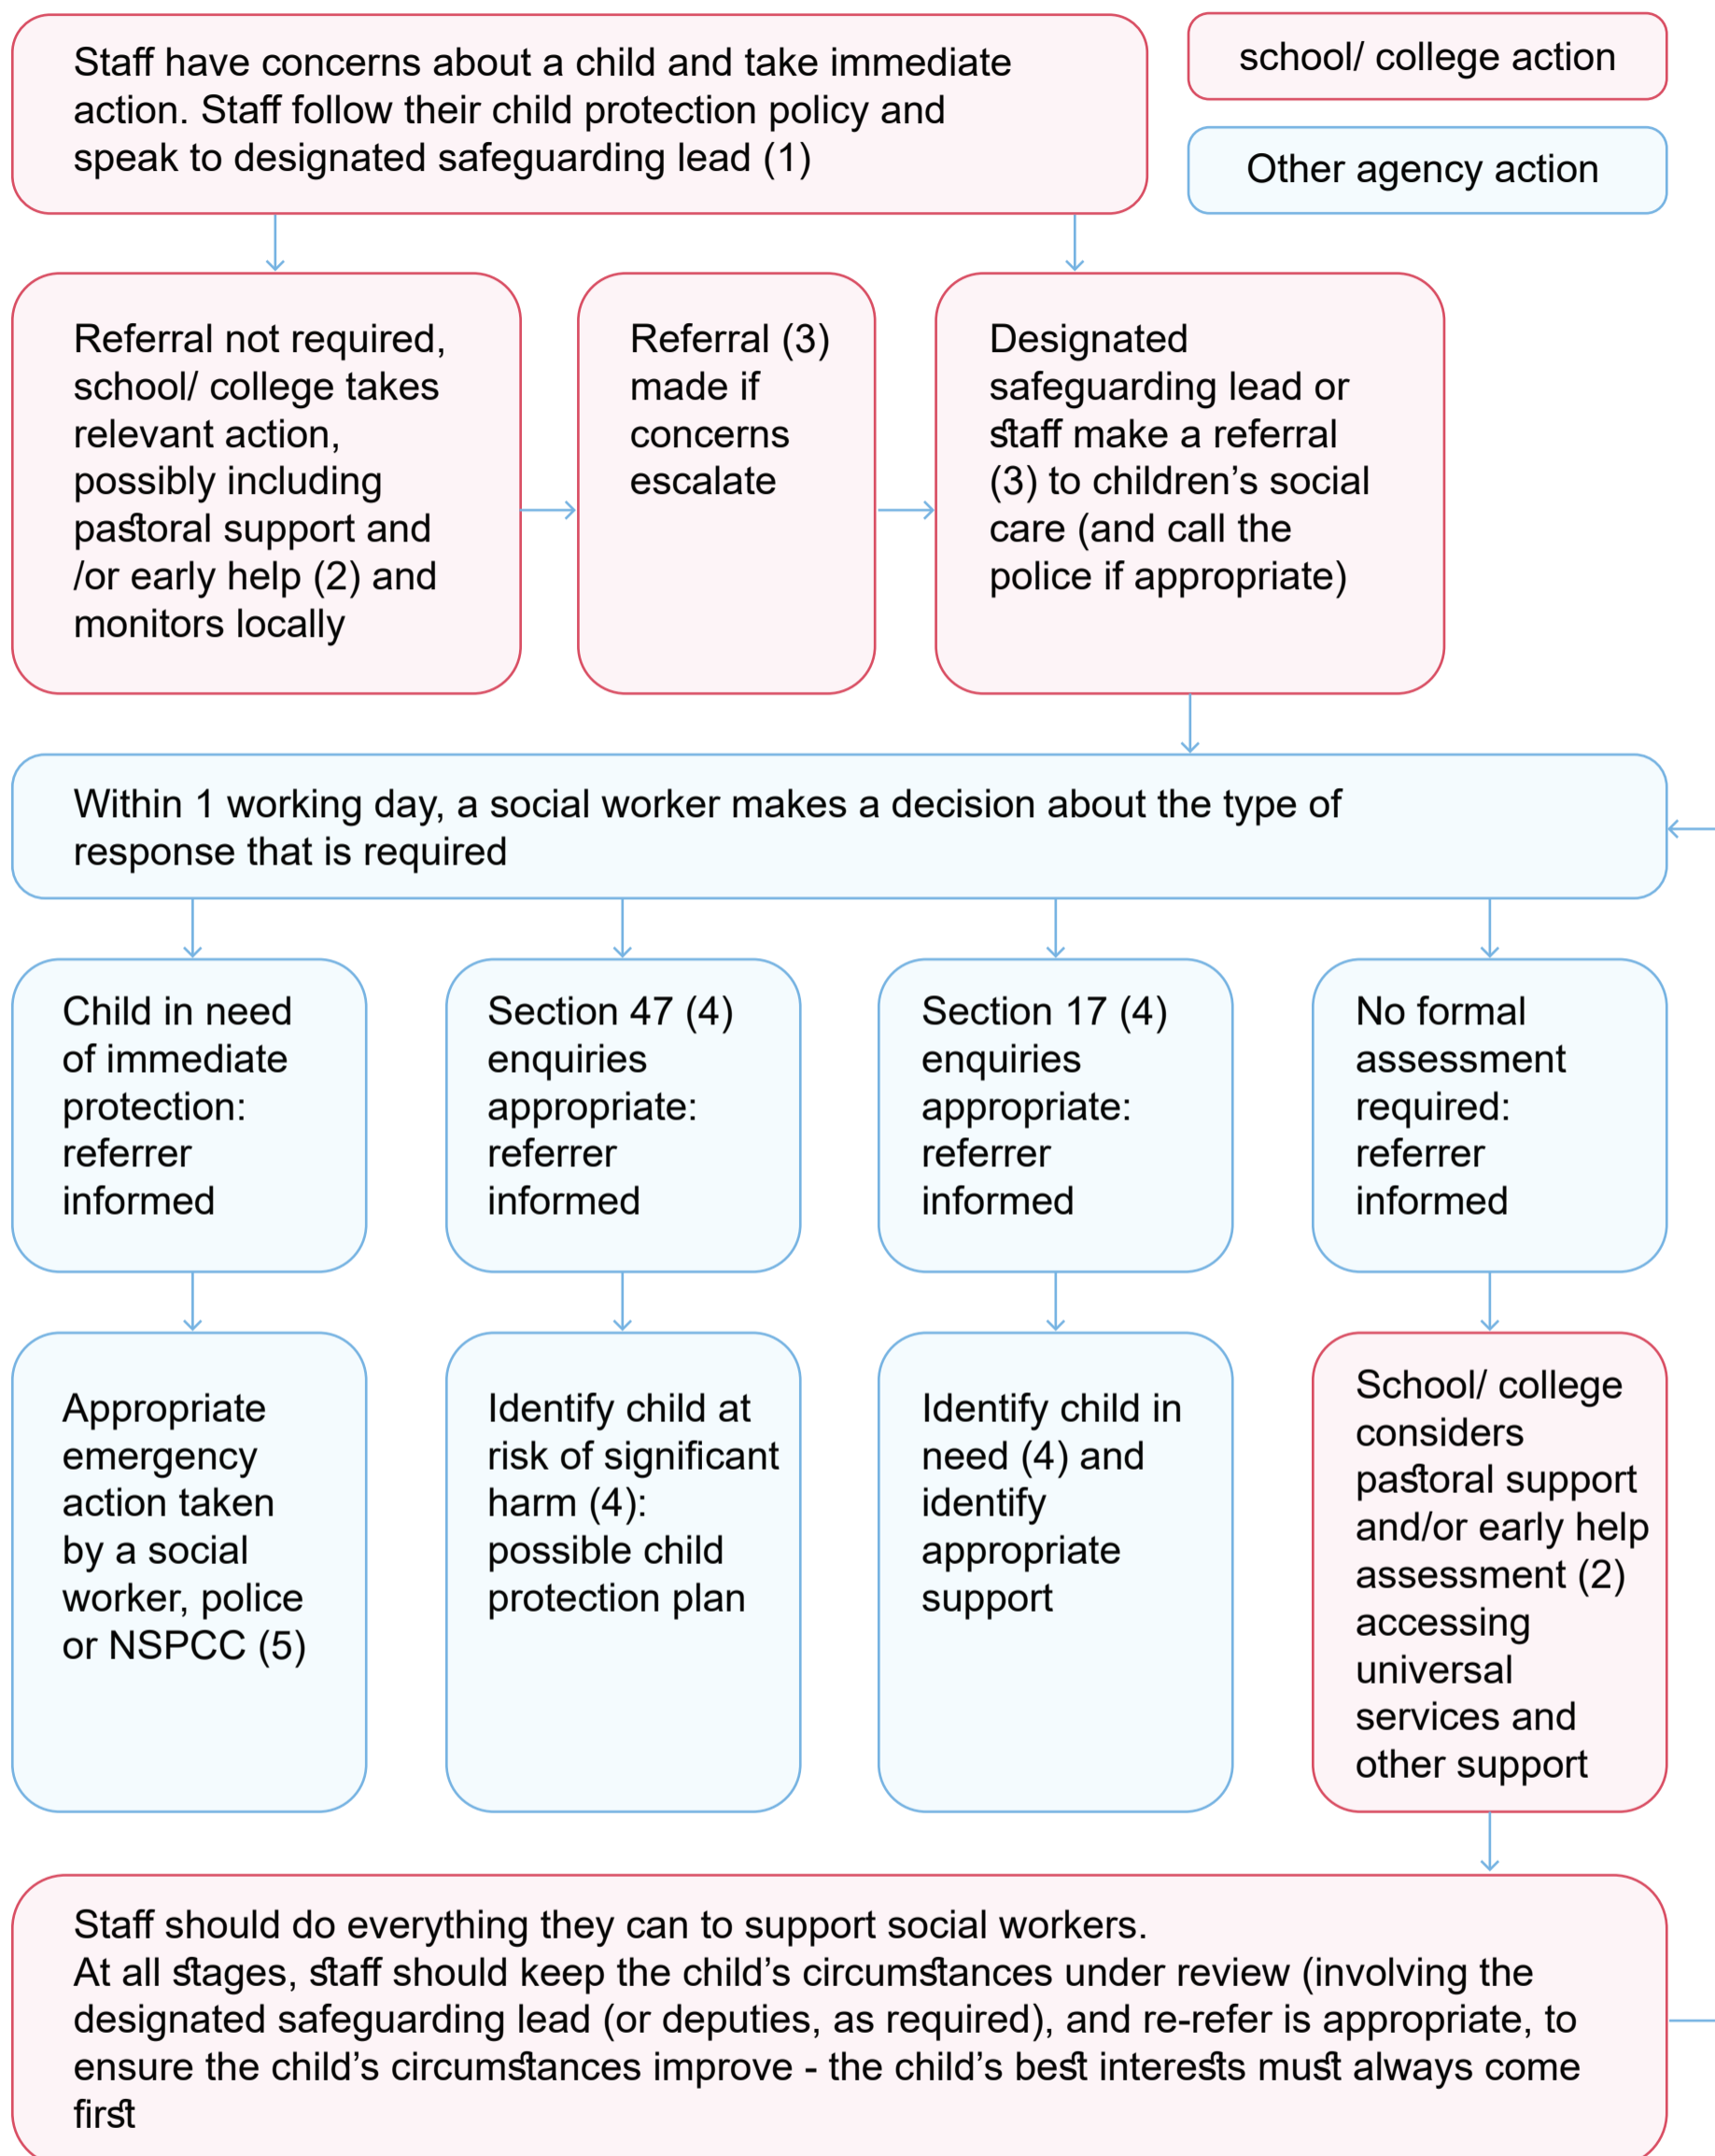 Staff have concerns about a child and take immediate
action. Staff follow their child protection policy and
speak to designated safeguarding lead (1)
school/ college action
Other agency action
Referral not required,
school/ college takes
relevant action,
possibly including
pastoral support and
/or early help (2) and
monitors locally
Referral (3)
made if
concerns
escalate
Designated
safeguarding lead or
staff make a referral
(3) to children’s social
care (and call the
police if appropriate)
Within 1 working day, a social worker makes a decision about the type of
response that is required
Child in need
of immediate
protection:
referrer
informed
Section 47 (4)
enquiries
appropriate:
referrer
informed
Section 17 (4)
enquiries
appropriate:
referrer
informed
No formal
assessment
required:
referrer
informed
Appropriate
emergency
action taken
by a social
worker, police
or NSPCC (5)
Identify child at
risk of significant
harm (4):
possible child
protection plan
Identify child in
need (4) and
identify
appropriate
support
School/ college
considers
pastoral support
and/or early help
assessment (2)
accessing
universal
services and
other support
Staff should do everything they can to support social workers.
At all stages, staff should keep the child’s circumstances under review (involving the
designated safeguarding lead (or deputies, as required), and re-refer is appropriate, to
ensure the child’s circumstances improve - the child’s best interests must always come
first